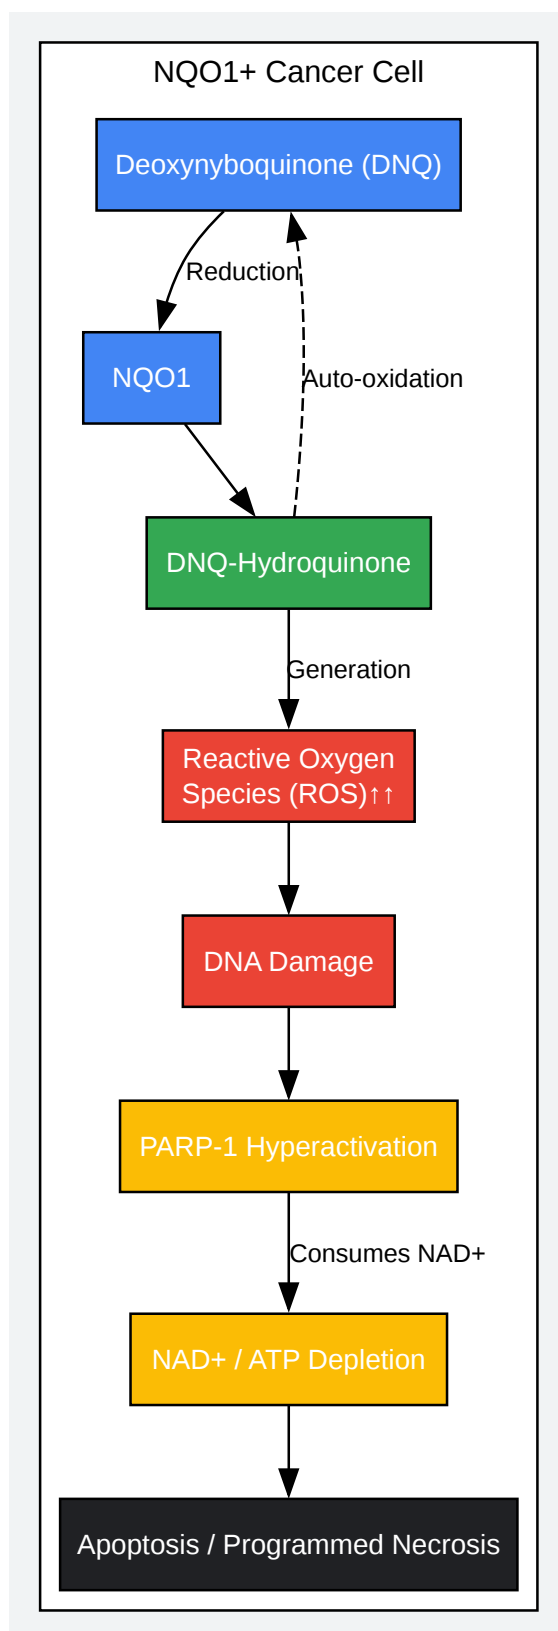 NQO1+ Cancer Cell
Deoxynyboquinone (DNQ)
Reduction
NQO1
Auto-oxidation
DNQ-Hydroquinone
Generation
Reactive Oxygen
Species (ROS)↑↑
DNA Damage
PARP-1 Hyperactivation
Consumes NAD+
NAD+ / ATP Depletion
Apoptosis / Programmed Necrosis